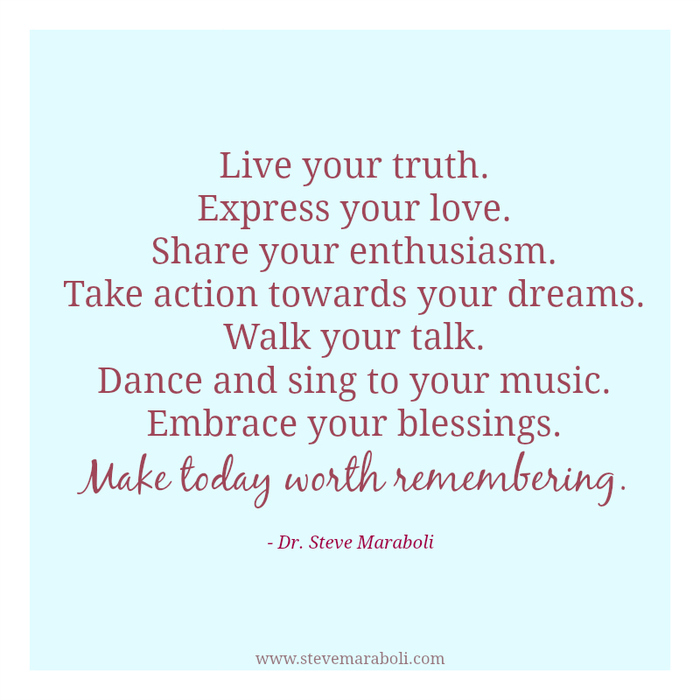 Live your truth.
Express your love.
Share your enthusiasm.
Take action towards your dreams.
Walk your talk.
Dance and sing to your music.
Embrace your blessings.
Make today worth remembering.
- Dr. Steve Maraboli
www.stevemaraboli.com